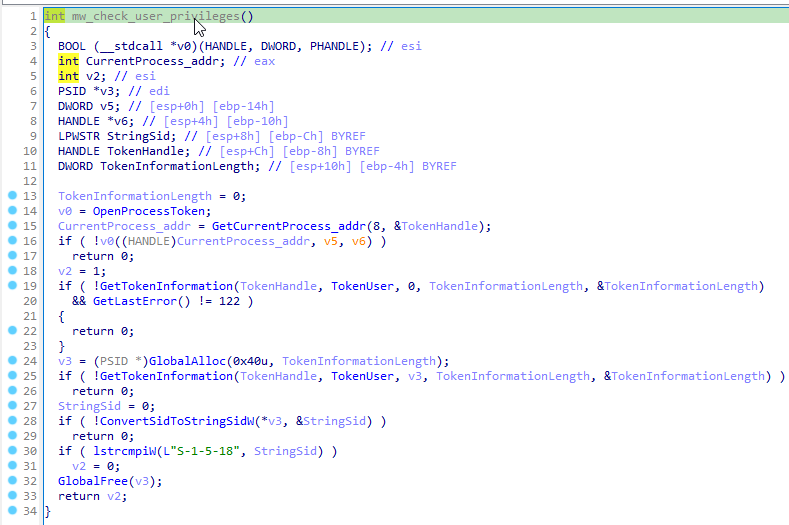 1 int mw_check_user_privileges()
2 {
3 BOOL (__stdcall *v0)(HANDLE, DWORD, PHANDLE); // esi
4 int CurrentProcess_addr; // eax
5 int v2; // esi
6 PSID *v3; // edi
7 DWORD v5; // [esp+0h] [ebp-14h]
8 HANDLE *v6; // [esp+4h] [ebp-10h]
9 LPWSTR StringSid; // [esp+8h] [ebp-Ch] BYREF
10 HANDLE TokenHandle; // [esp+Ch] [ebp-8h] BYREF
11 DWORD TokenInformationLength; // [esp+10h] [ebp-4h] BYREF
12
13 TokenInformationLength = 0;
14 v0 = OpenProcessToken;
15 CurrentProcess_addr = GetCurrentProcess_addr(8, &TokenHandle);
16 if ( !v0((HANDLE)CurrentProcess_addr, v5, v6) )
17 return 0;
18 v2 = 1;
19 if ( !GetTokenInformation(TokenHandle, TokenUser, 0, TokenInformationLength, &TokenInformationLength)
20 && GetLastError() != 122 )
21 {
22 return 0;
23 }
24 v3 = (PSID *)GlobalAlloc(0x40u, TokenInformationLength);
25 if ( !GetTokenInformation(TokenHandle, TokenUser, v3, TokenInformationLength, &TokenInformationLength) )
26 return 0;
27 StringSid = 0;
28 if ( !ConvertSidToStringSidW(*v3, &StringSid) )
29 return 0;
30 if ( lstrcmpiW(L"S-1-5-18", StringSid) )
31 v2 = 0;
32 GlobalFree(v3);
33 return v2;
34 }